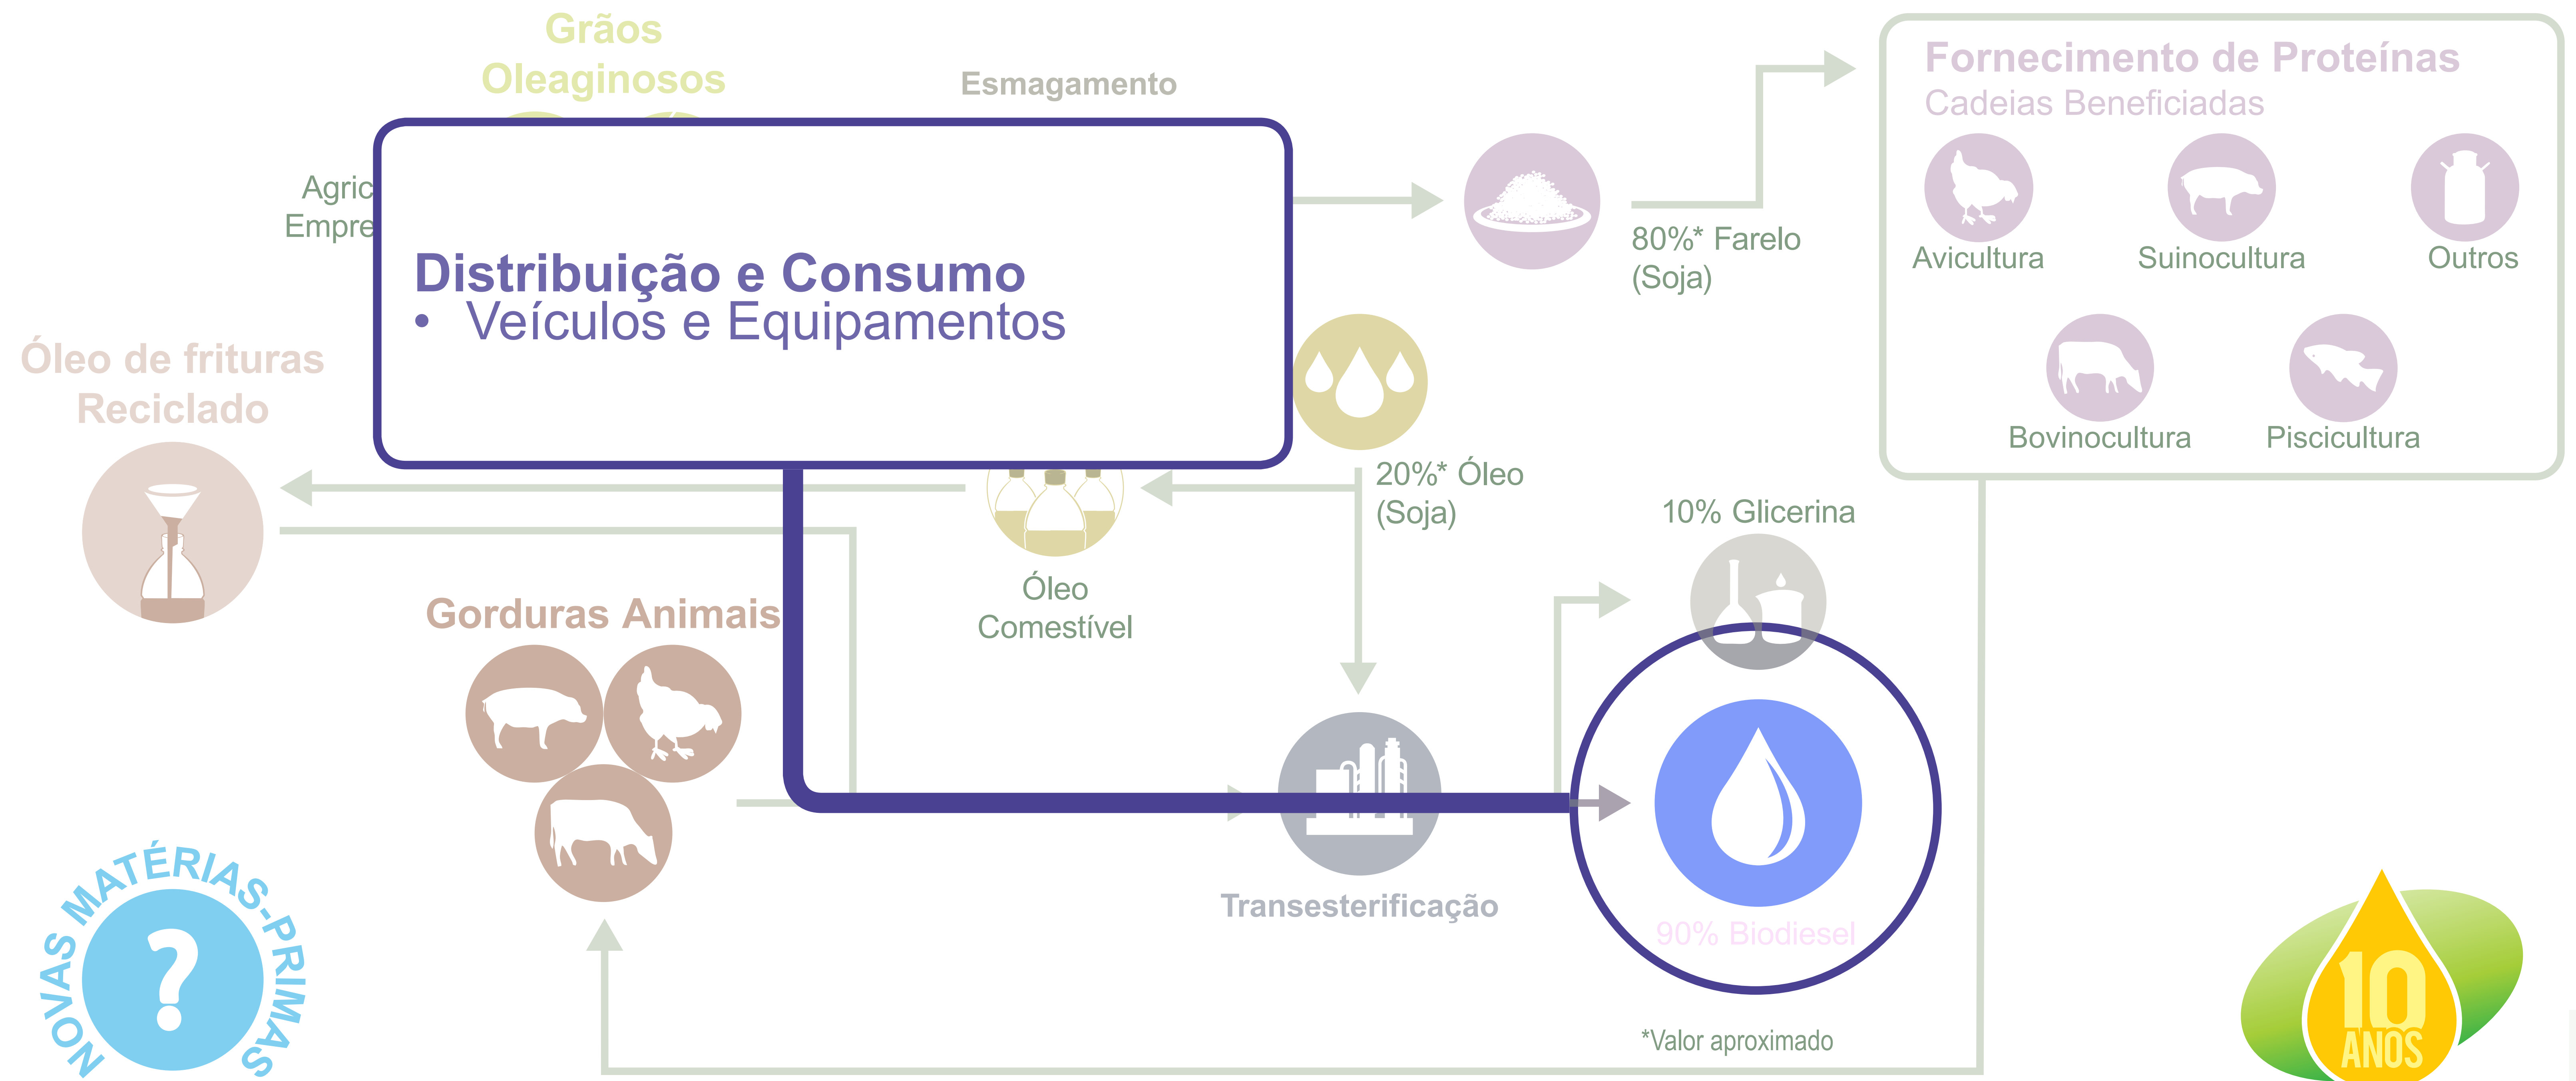 Grãos
Oleaginosos
Esmagamento
Fornecimento de Proteínas
Cadeias Beneficiadas
Avicultura
Suinocultura
Outros
Bovinocultura
Piscicultura
Agric
Empre
Distribuição e Consumo
• Veículos e Equipamentos
80%* Farelo
(Soja)
Óleo de frituras
Reciclado
20%* Óleo
(Soja)
10% Glicerina
Óleo
Comestível
Gorduras Animais
Transesterificação
90% Biodiesel
NOVAS MATÉRIAS-PRIMAS
?
*Valor aproximado
10
ANOS